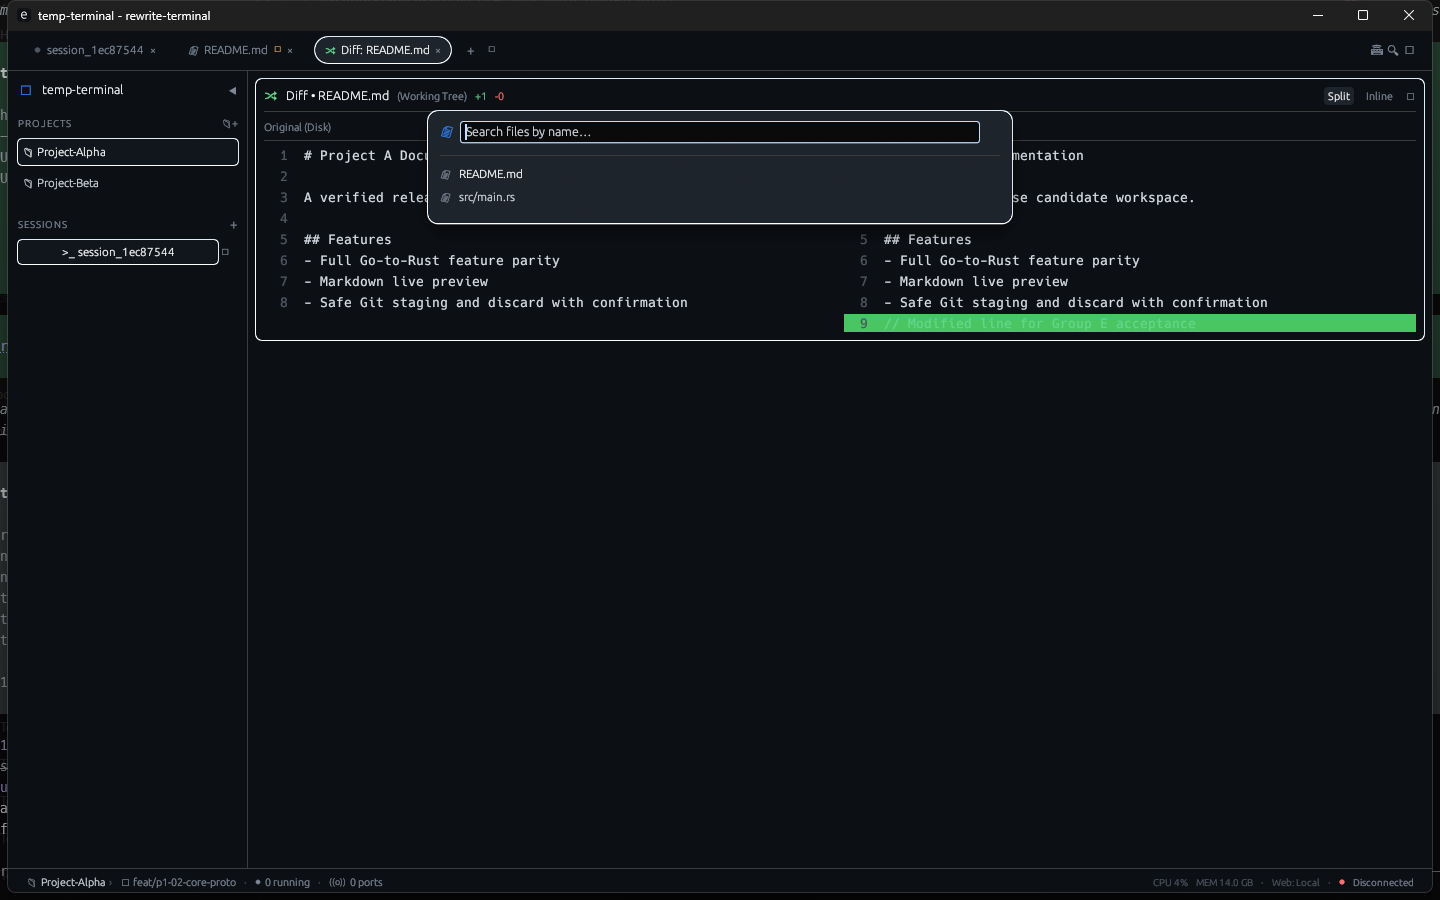 temp-terminal - rewrite-terminal
session_1ec87544 × README.md × Diff: README.md × +
temp-terminal
PROJECTS
Project-Alpha
Project-Beta
SESSIONS
>_ session_1ec87544
Diff • README.md (Working Tree) +1 -0 Split Inline
Original (Disk)
Search files by name...
README.md
src/main.rs
1 # Project A Docu
2
3 A verified relea
4
5 ## Features
6 - Full Go-to-Rust feature parity
7 - Markdown live preview
8 - Safe Git staging and discard with confirmation
mentation
se candidate workspace.
5 ## Features
6 - Full Go-to-Rust feature parity
7 - Markdown live preview
8 - Safe Git staging and discard with confirmation
9 // Modified line for Group E acceptance
Project-Alpha › feat/p1-02-core-proto · 0 running · ((o)) 0 ports
CPU 4% MEM 14.0 GB · Web: Local · Disconnected